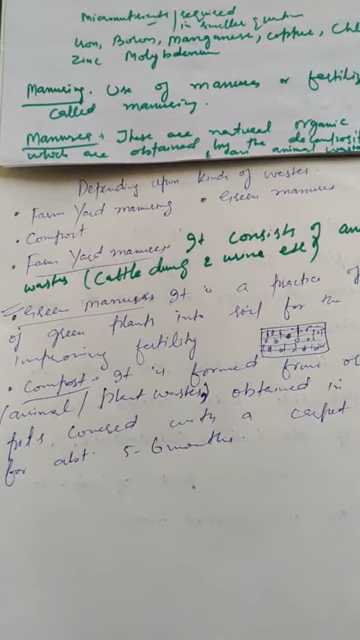 Micronutrients / required
in smaller quan
Iron, Boron, Manganese, copper, Chl
Zinc Molybdenum
Manuring. Use of manures or fertiliz
called manuring.
Manures. These are natural organic
which are obtained by the decomposi
animal waste
Depending upon kinds of wastes.
• Farm Yard manuring • Green manures
• Compost
• Farm Yard manures It consists of an
wastes (Cattle dung & urine etc)
Green manures It is a practice of
of green plants into soil for the
improving fertility
• Compost - It is formed from
(animal / plant wastes) obtained in
pits covered with a
for abt. 5-6 months.